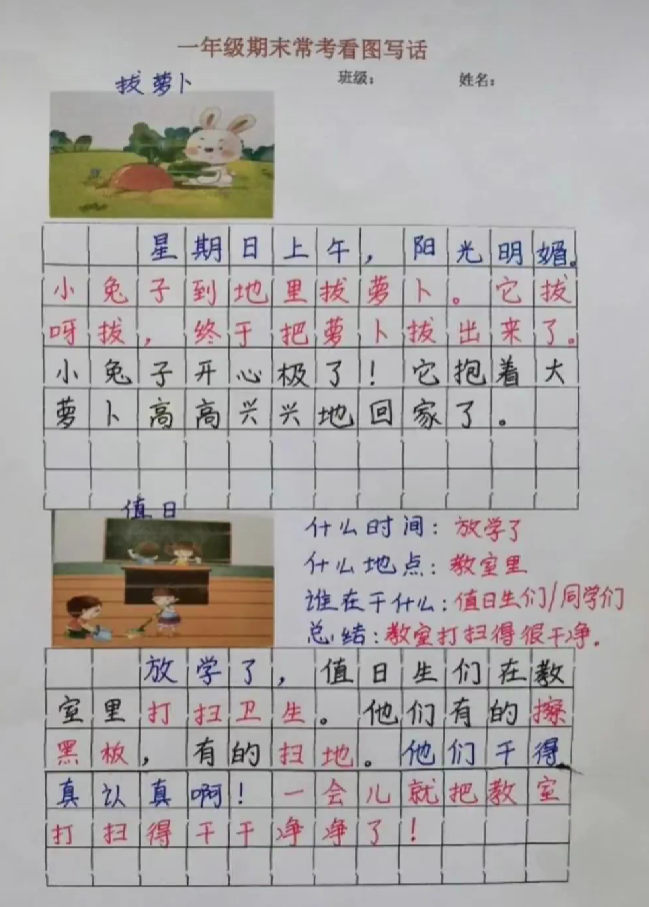 一年级期末常考看图写话
班级： 姓名：
拔萝卜
星期日上午，阳光明媚。
小兔子到地里拔萝卜。它拔
呀拔，终于把萝卜拔出来了。
小兔子开心极了！它抱着大
萝卜高高兴兴地回家了。
值日
什么时间：放学了
什么地点：教室里
谁在干什么：值日生们/同学们
总结：教室打扫得很干净.
放学了，值日生们在教
室里打扫卫生。他们有的擦
黑板，有的扫地。他们干得
真认真啊！一会儿就把教室
打扫得干干净净了！